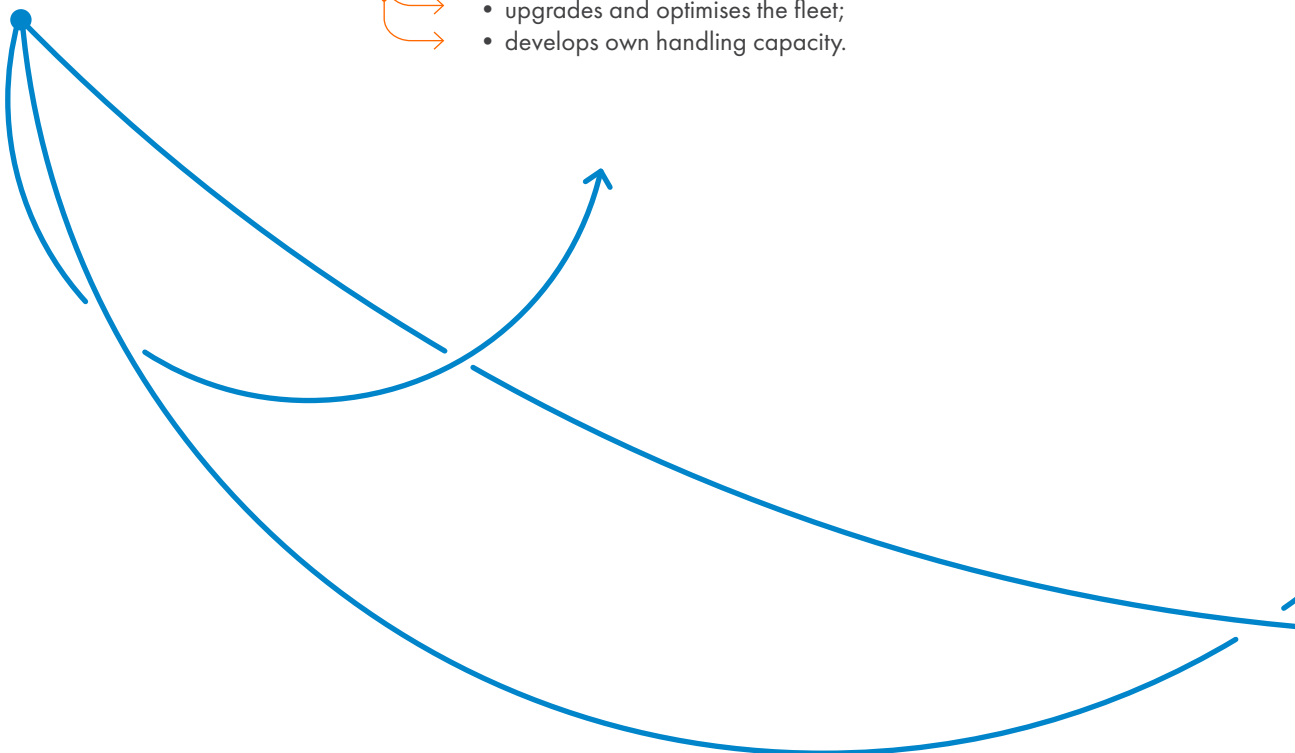 • upgrades and optimises the fleet;
• develops own handling capacity.